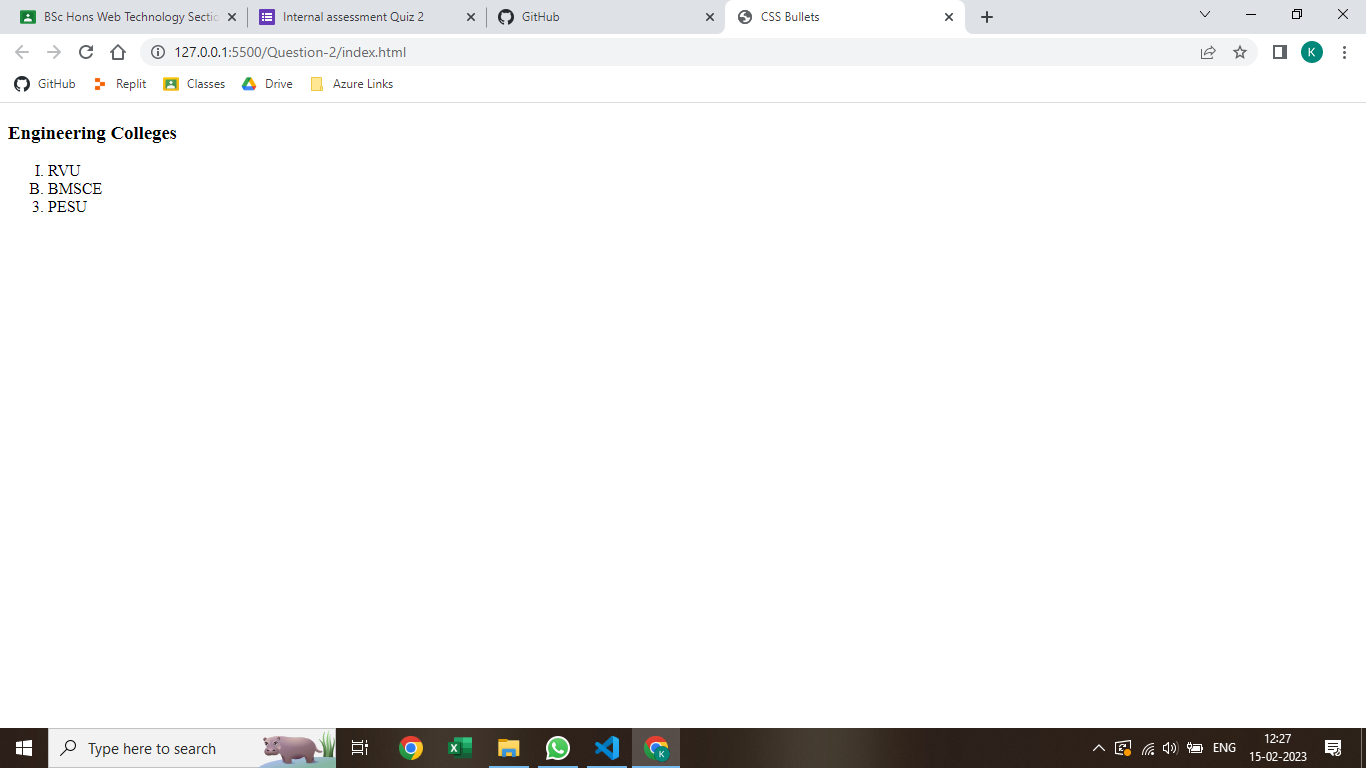 BSc Hons Web Technology Sectio
Internal assessment Quiz 2
GitHub
CSS Bullets
127.0.0.1:5500/Question-2/index.html
K
GitHub
Replit
Classes
Drive
Azure Links
Engineering Colleges
I. RVU
B. BMSCE
3. PESU
Type here to search
K
ENG
12:27
15-02-2023